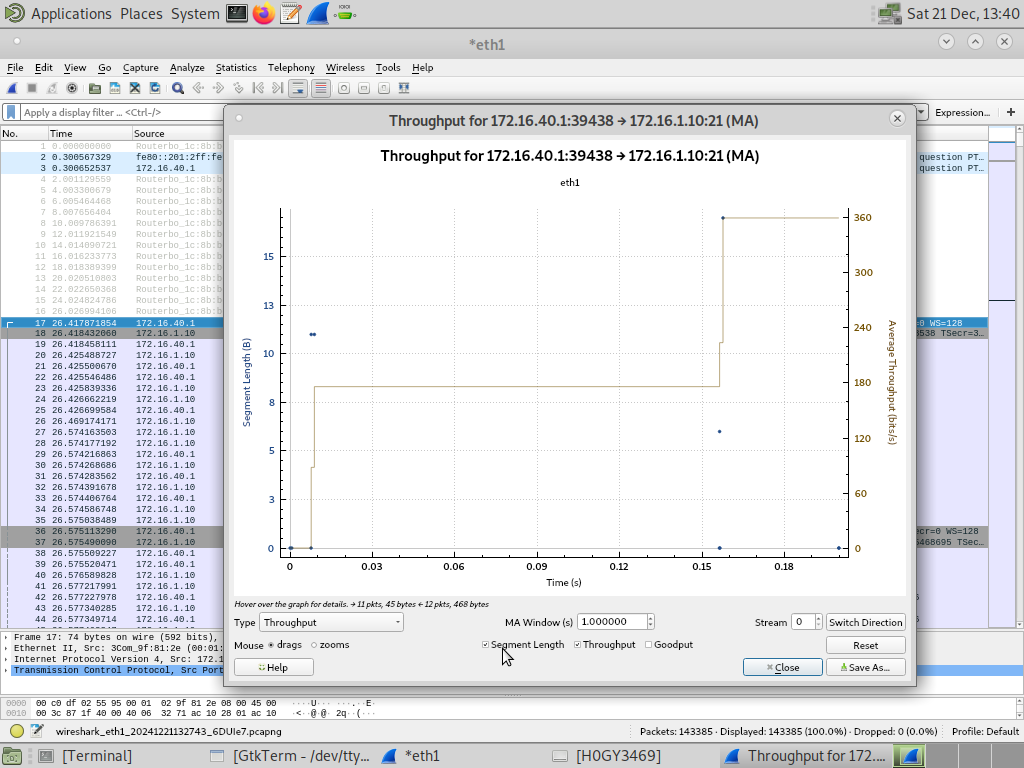 Applications Places System Sat 21 Dec, 13:40
*eth1
File Edit View Go Capture Analyze Statistics Telephony Wireless Tools Help
Apply a display filter ... <Ctrl-/> Expression... +
No. Time Source
1 0.000000000 Routerbo_1c:8b:b
2 0.300567329 fe80::201:2ff:fe question PT…
3 0.300652537 172.16.40.1 question PT…
4 2.001129559 Routerbo_1c:8b:b
5 4.003300679 Routerbo_1c:8b:b
6 6.005464468 Routerbo_1c:8b:b
7 8.007656404 Routerbo_1c:8b:b
8 10.009786391 Routerbo_1c:8b:b
9 12.011921549 Routerbo_1c:8b:b
10 14.014090721 Routerbo_1c:8b:b
11 16.016233773 Routerbo_1c:8b:b
12 18.018389399 Routerbo_1c:8b:b
13 20.020510803 Routerbo_1c:8b:b
14 22.022650368 Routerbo_1c:8b:b
15 24.024824786 Routerbo_1c:8b:b
16 26.026994106 Routerbo_1c:8b:b
17 26.417871854 172.16.40.1 =0 WS=128
18 26.418432060 172.16.1.10 538 TSecr=3…
19 26.418458111 172.16.40.1
20 26.425488727 172.16.1.10
21 26.425500670 172.16.40.1
22 26.425546486 172.16.40.1
23 26.425839336 172.16.1.10
24 26.426662219 172.16.1.10
25 26.426699584 172.16.40.1
26 26.469174171 172.16.40.1
27 26.574163503 172.16.1.10
28 26.574177192 172.16.1.10
29 26.574216863 172.16.40.1
30 26.574268686 172.16.1.10
31 26.574283562 172.16.40.1
32 26.574391678 172.16.1.10
33 26.574406764 172.16.40.1
34 26.574586748 172.16.1.10
35 26.575038489 172.16.1.10
36 26.575113290 172.16.40.1 ecr=0 WS=128
37 26.575490090 172.16.1.10 468695 TSec…
38 26.575509227 172.16.40.1
39 26.575520471 172.16.40.1
40 26.576589828 172.16.1.10
41 26.577217991 172.16.1.10
42 26.577227978 172.16.40.1
43 26.577340285 172.16.1.10
44 26.577349714 172.16.40.1
Throughput for 172.16.40.1:39438 → 172.16.1.10:21 (MA)
Throughput for 172.16.40.1:39438 → 172.16.1.10:21 (MA)
eth1
Segment Length (B)
15
13
10
8
5
3
0
360
300
240
180
120
60
0
Average Throughput (bits/s)
0 0.03 0.06 0.09 0.12 0.15 0.18
Time (s)
Hover over the graph for details. → 11 pkts, 45 bytes ← 12 pkts, 468 bytes
Type Throughput MA Window (s) 1.000000 Stream 0 Switch Direction
Mouse drags zooms Segment Length Throughput Goodput Reset
Help Close Save As...
Frame 17: 74 bytes on wire (592 bits),
Ethernet II, Src: 3Com_9f:81:2e (00:01:
Internet Protocol Version 4, Src: 172.1
Transmission Control Protocol, Src Port
0000 00 c0 df 02 55 95 00 01 02 9f 81 2e 08 00 45 00 ····U··· ···.··E·
0010 00 3c 87 1f 40 00 40 06 32 71 ac 10 28 01 ac 10 ·<··@·@· 2q··(···
wireshark_eth1_20241221132743_6DUIe7.pcapng Packets: 143385 · Displayed: 143385 (100.0%) · Dropped: 0 (0.0%) Profile: Default
[Terminal] [GtkTerm - /dev/tty... *eth1 [H0GY3469] Throughput for 172....